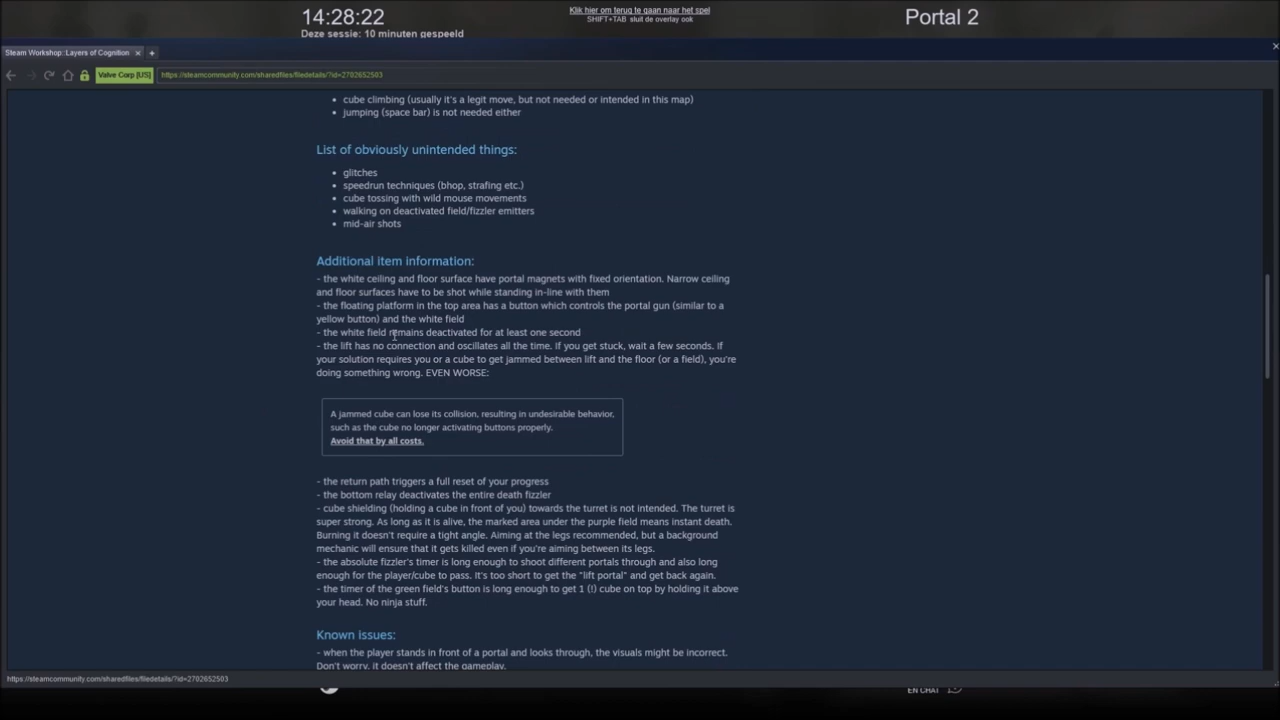 14:28:22
Deze sessie: 10 minuten gespeeld
Klik hier om terug te gaan naar het spel
SHIFT+TAB sluit de overlay ook
Portal 2
Steam Workshop::Layers of Cognition
Valve Corp [US]
https://steamcommunity.com/sharedfiles/filedetails/?id=2702652503
• cube climbing (usually it's a legit move, but not needed or intended in this map)
• jumping (space bar) is not needed either
List of obviously unintended things:
• glitches
• speedrun techniques (bhop, strafing etc.)
• cube tossing with wild mouse movements
• walking on deactivated field/fizzler emitters
• mid-air shots
Additional item information:
- the white ceiling and floor surface have portal magnets with fixed orientation. Narrow ceiling
and floor surfaces have to be shot while standing in-line with them
- the floating platform in the top area has a button which controls the portal gun (similar to a
yellow button) and the white field
- the white field remains deactivated for at least one second
- the lift has no connection and oscillates all the time. If you get stuck, wait a few seconds. If
your solution requires you or a cube to get jammed between lift and the floor (or a field), you're
doing something wrong. EVEN WORSE:
A jammed cube can lose its collision, resulting in undesirable behavior,
such as the cube no longer activating buttons properly.
Avoid that by all costs.
- the return path triggers a full reset of your progress
- the bottom relay deactivates the entire death fizzler
- cube shielding (holding a cube in front of you) towards the turret is not intended. The turret is
super strong. As long as it is alive, the marked area under the purple field means instant death.
Burning it doesn't require a tight angle. Aiming at the legs recommended, but a background
mechanic will ensure that it gets killed even if you're aiming between its legs.
- the absolute fizzler's timer is long enough to shoot different portals through and also long
enough for the player/cube to pass. It's too short to get the "lift portal" and get back again.
- the timer of the green field's button is long enough to get 1 (!) cube on top by holding it above
your head. No ninja stuff.
Known issues:
- when the player stands in front of a portal and looks through, the visuals might be incorrect.
Don't worry, it doesn't affect the gameplay.
https://steamcommunity.com/sharedfiles/filedetails/?id=2702652503
EN CHAT